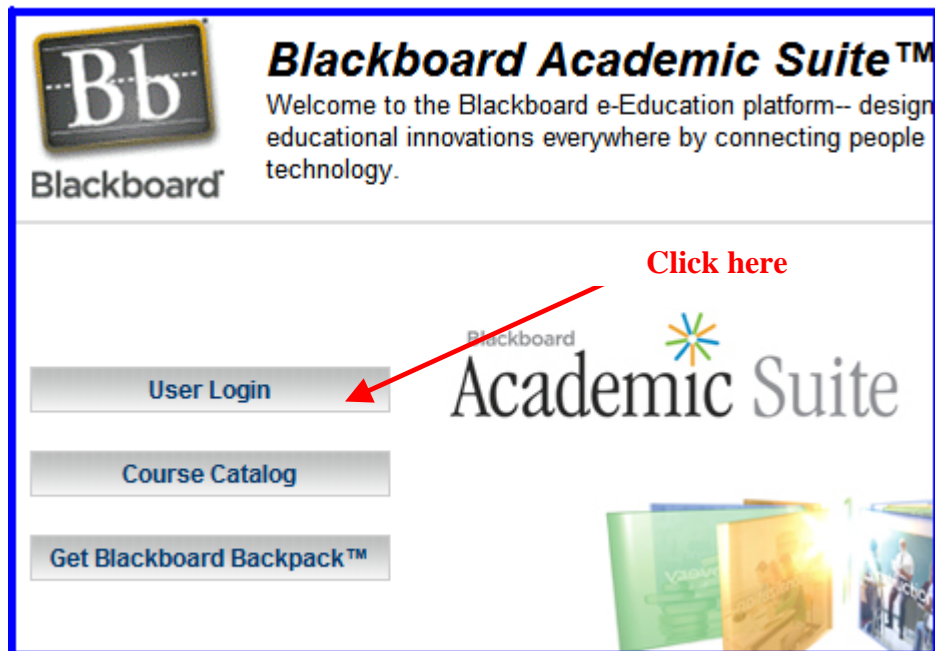 Bb
Blackboard
Blackboard Academic Suite™
Welcome to the Blackboard e-Education platform-- design
educational innovations everywhere by connecting people
technology.
Click here
User Login
Blackboard
Academic Suite
Course Catalog
Get Blackboard Backpack™